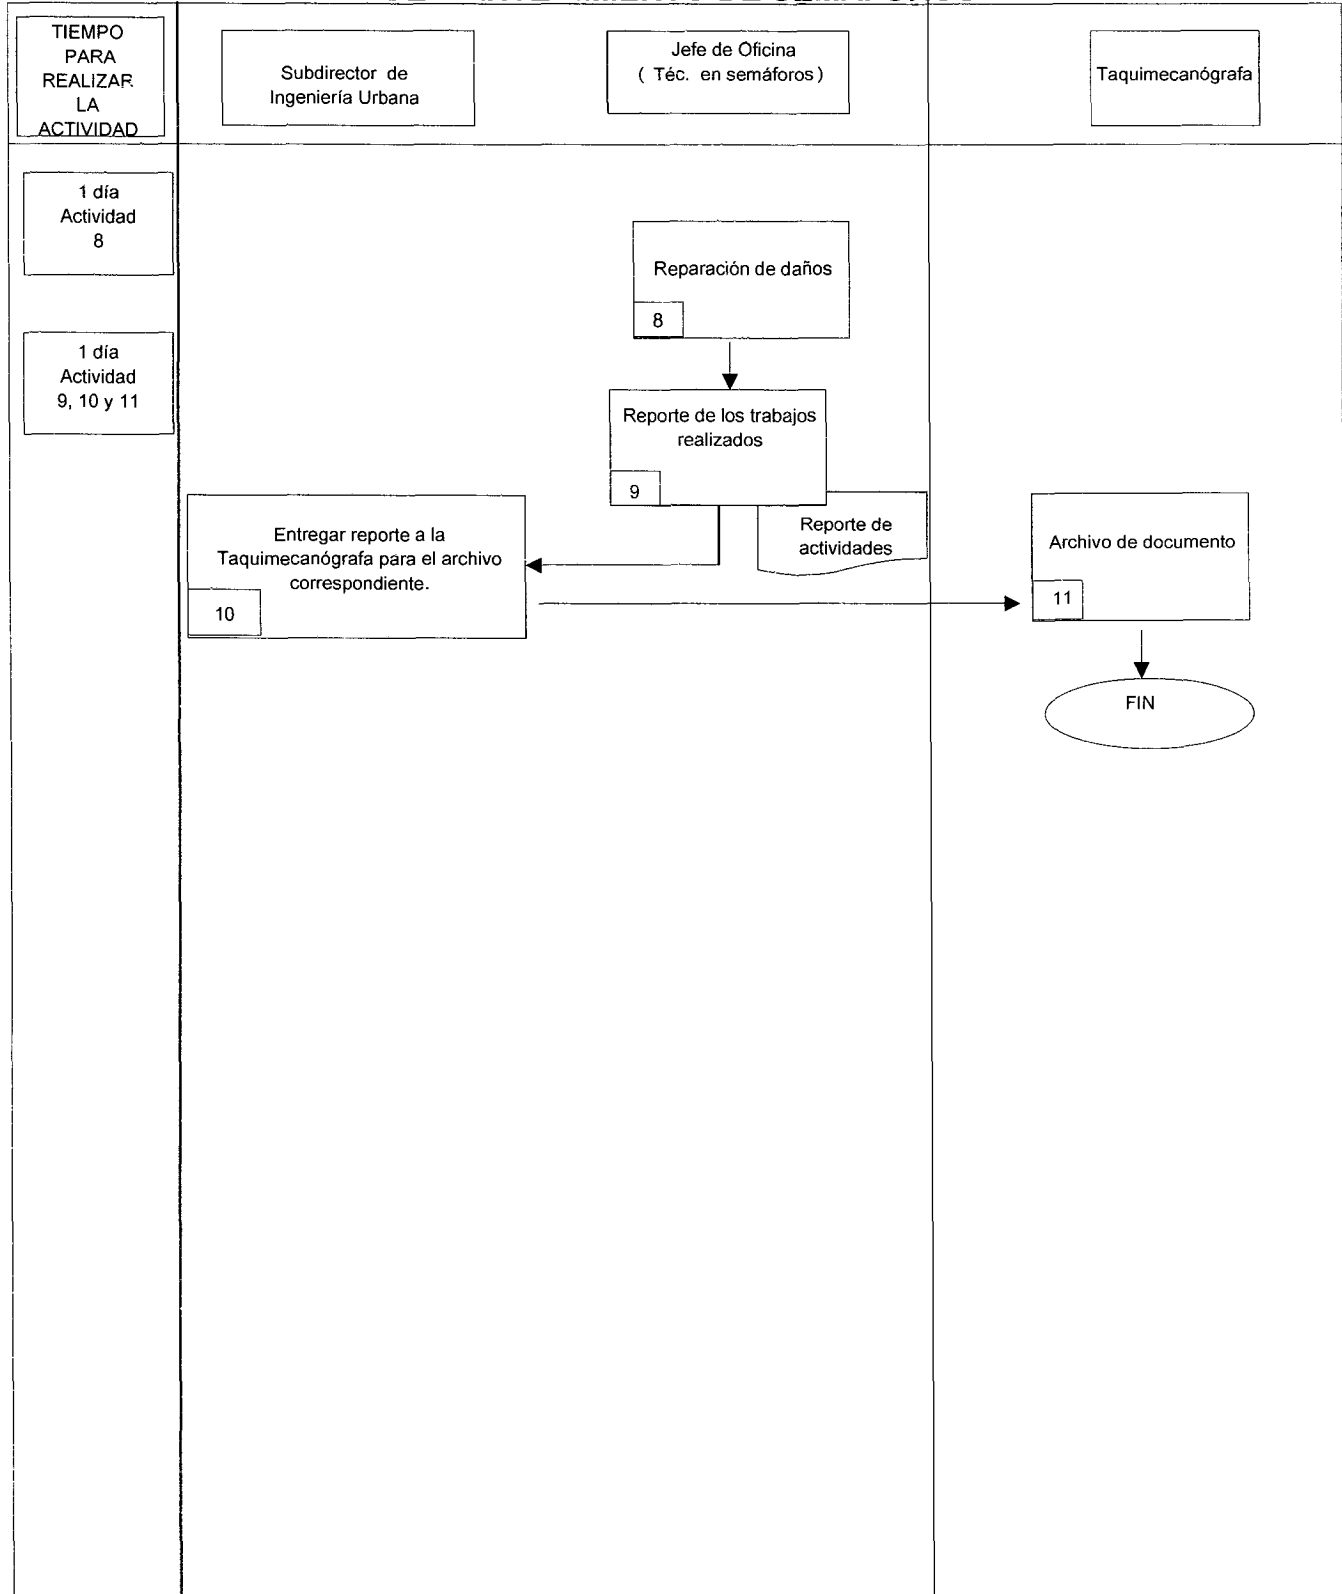 TIEMPO
PARA
REALIZAR
LA
ACTIVIDAD
Subdirector de
Ingeniería Urbana
Jefe de Oficina
( Téc. en semáforos )
Taquimecanógrafa
1 día
Actividad
8
Reparación de daños
8
1 día
Actividad
9, 10 y 11
Reporte de los trabajos
realizados
9
Reporte de
actividades
Entregar reporte a la
Taquimecanógrafa para el archivo
correspondiente.
10
Archivo de documento
11
FIN